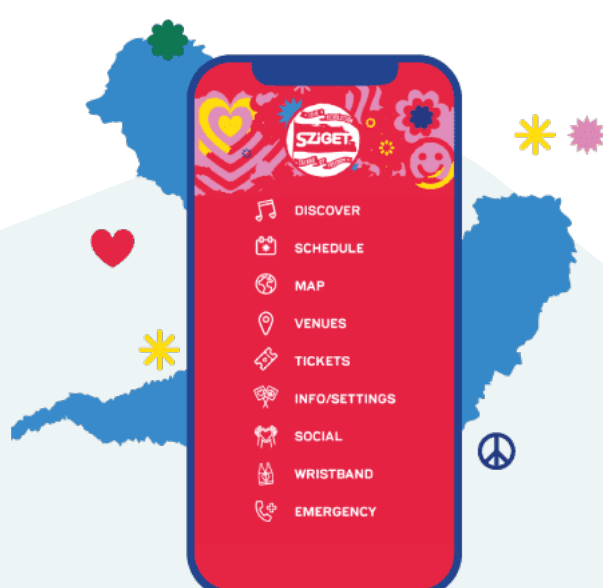 SZIGET
DISCOVER
SCHEDULE
MAP
VENUES
TICKETS
INFO/SETTINGS
SOCIAL
WRISTBAND
EMERGENCY